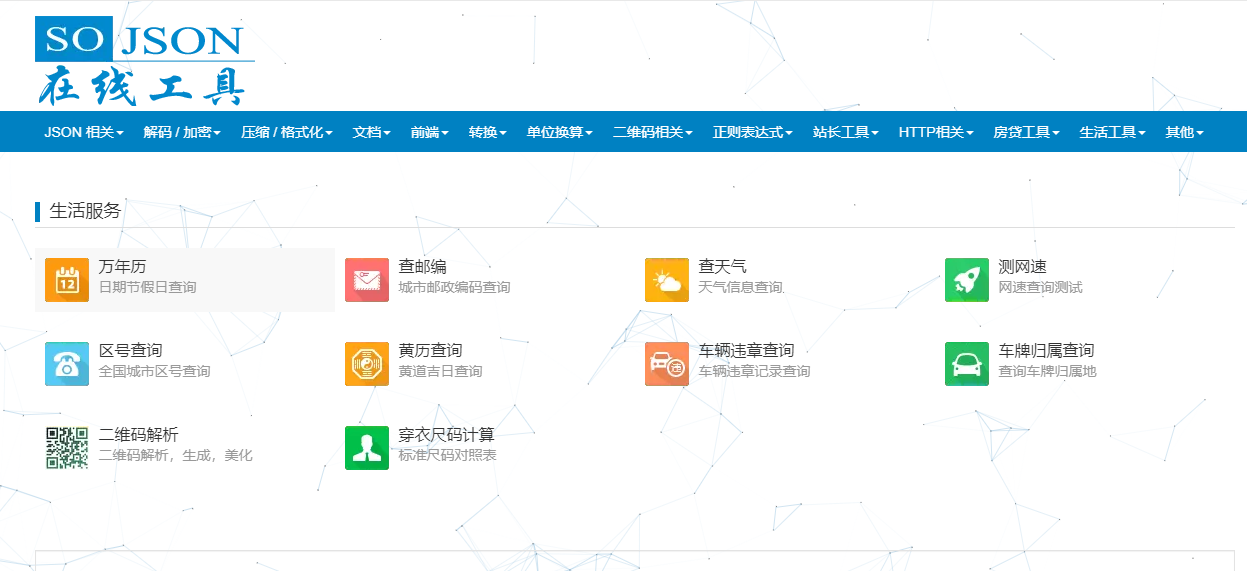 SO JSON
在线工具
JSON 相关 解码 / 加密 压缩 / 格式化 文档 前端 转换 单位换算 二维码相关 正则表达式 站长工具 HTTP相关 房贷工具 生活工具 其他
生活服务
12
万年历
日期节假日查询
查邮编
城市邮政编码查询
查天气
天气信息查询
测网速
网速查询测试
区号查询
全国城市区号查询
黄历查询
黄道吉日查询
违
车辆违章查询
车辆违章记录查询
车牌归属查询
查询车牌归属地
二维码解析
二维码解析，生成，美化
穿衣尺码计算
标准尺码对照表